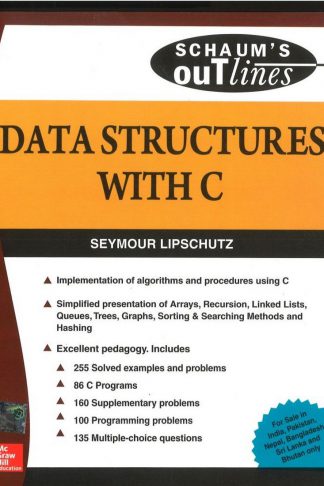 SCHAUM'S
ouTlines
DATA STRUCTURES
WITH C
SEYMOUR LIPSCHUTZ
Implementation of algorithms and procedures using C
Simplified presentation of Arrays, Recursion, Linked Lists,
Queues, Trees, Graphs, Sorting & Searching Methods and
Hashing
Excellent pedagogy. Includes
255 Solved examples and problems
86 C Programs
160 Supplementary problems
100 Programming problems
135 Multiple-choice questions
For Sale in
India, Pakistan,
Nepal, Bangladesh,
Sri Lanka and
Bhutan only
Mc
Graw
Hill
Education